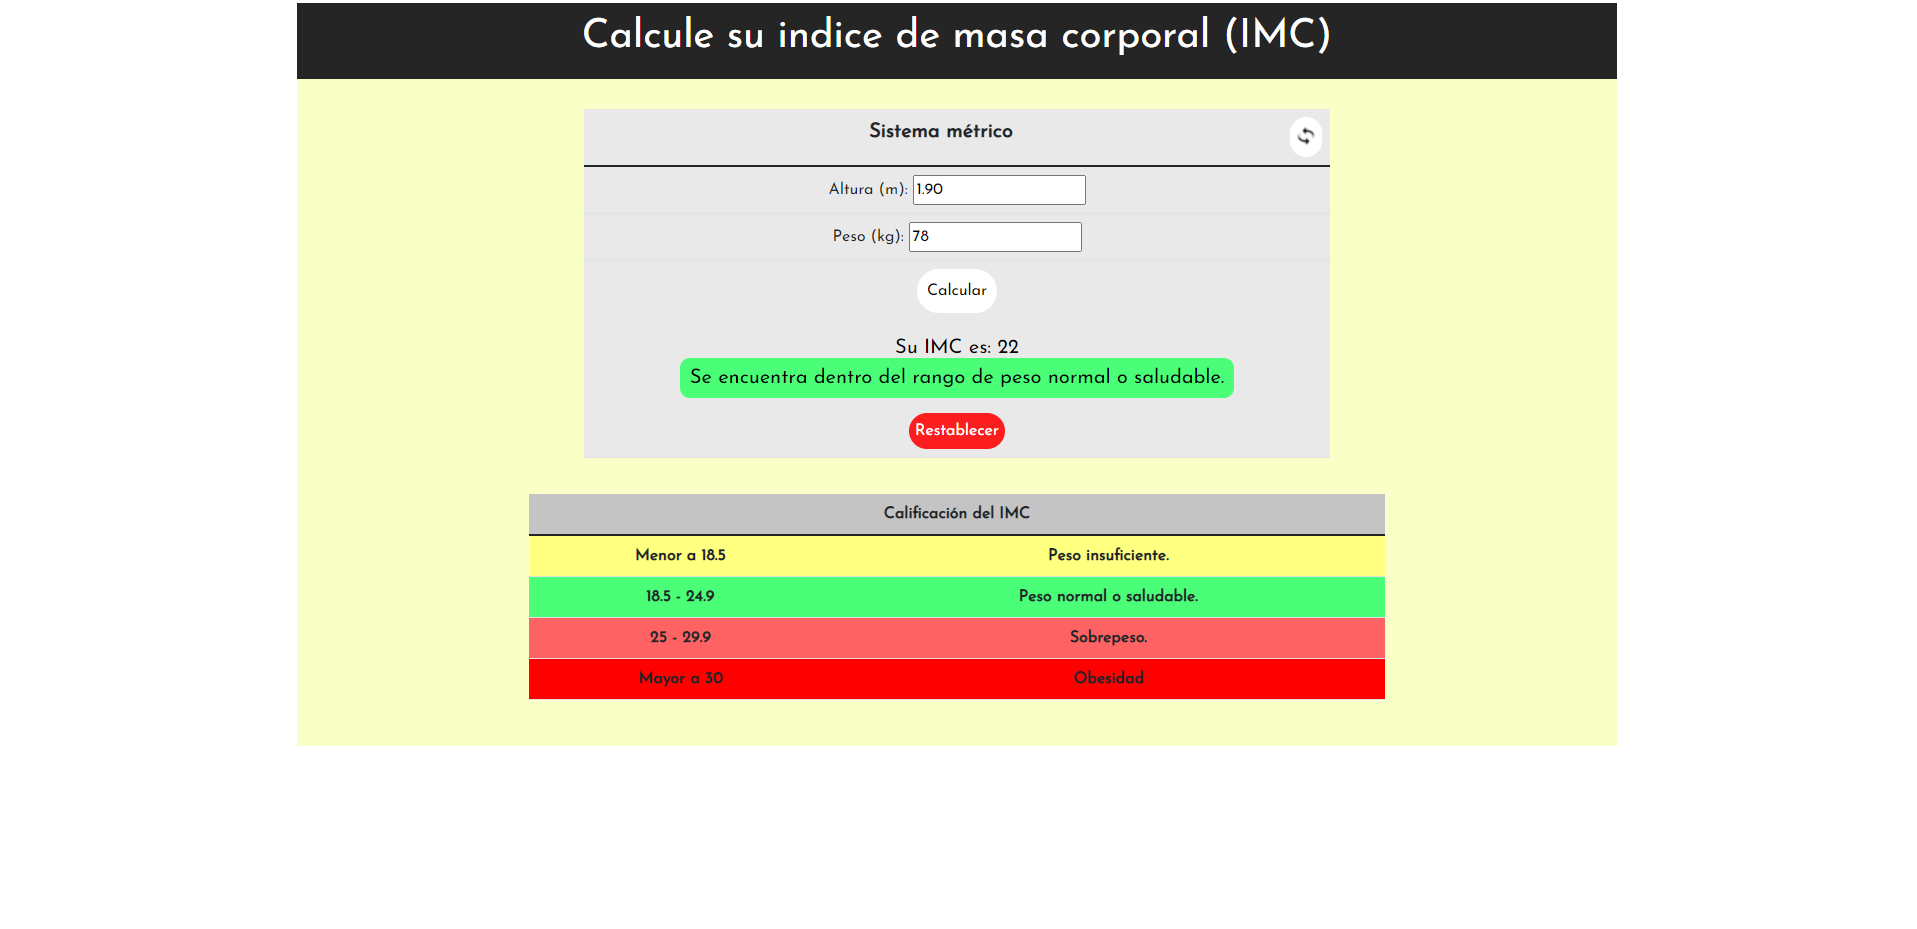 Calcule su indice de masa corporal (IMC)
Sistema métrico
Altura (m): 1.90
Peso (kg): 78
Calcular
Su IMC es: 22
Se encuentra dentro del rango de peso normal o saludable.
Restablecer
Calificación del IMC
Menor a 18.5 Peso insuficiente.
18.5 - 24.9 Peso normal o saludable.
25 - 29.9 Sobrepeso.
Mayor a 30 Obesidad